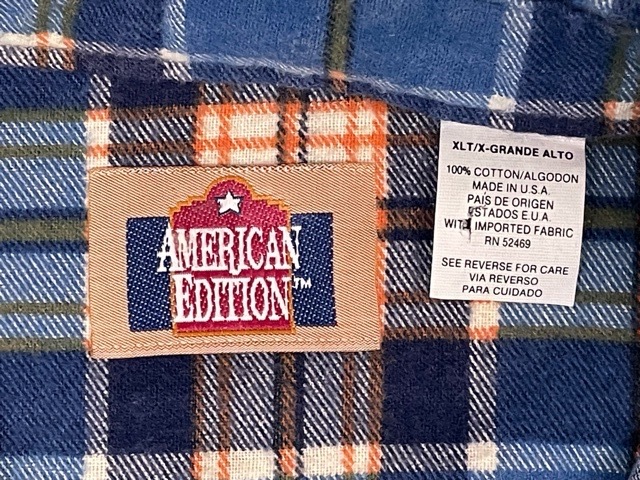 AMERICAN
EDITION™
XLT/X-GRANDE ALTO
100% COTTON/ALGODON
MADE IN U.S.A.
PAÍS DE ORIGEN
ESTADOS E.U.A.
WITH IMPORTED FABRIC
RN 52469
SEE REVERSE FOR CARE
VIA REVERSO
PARA CUIDADO